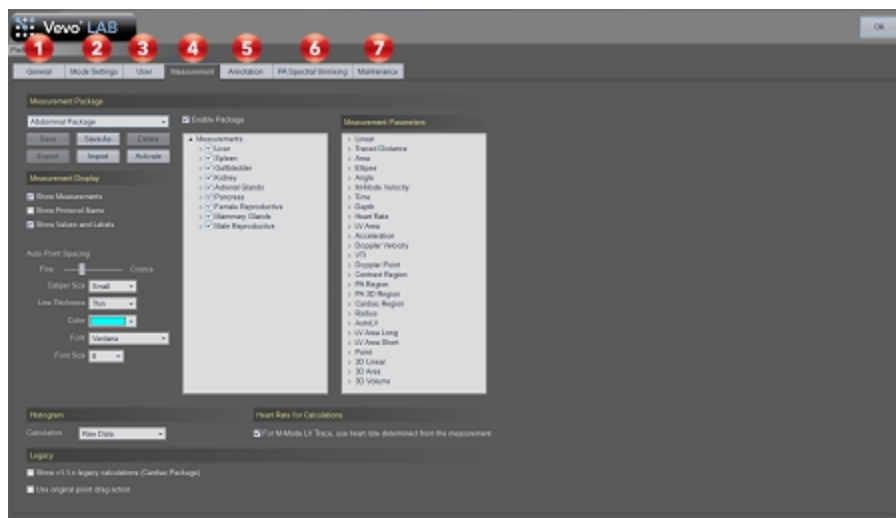 Vevo LAB
OK
1 2 3 4 5 6 7
General Mode Settings User Measurement Annotation PA Spectral Unmixing Maintenance
Measurement Package
Abdominal Package
Save Save As Delete
Export Import Activate
Measurement Display
Show Measurements
Show Protocol Name
Show Values and Labels
Auto Point Spacing
Fine Coarse
Caliper Size Small
Line Thickness Thin
Color
Font Verdana
Font Size 8
Enable Package
Measurements
Liver
Spleen
Gallbladder
Kidney
Adrenal Glands
Pancreas
Female Reproductive
Mammary Glands
Male Reproductive
Measurement Parameters
Linear
Traced Distance
Area
Ellipse
Angle
M-Mode Velocity
Time
Depth
Heart Rate
LV Area
Acceleration
Doppler Velocity
VTI
Doppler Point
Contrast Region
PA Region
PA 3D Region
Cardiac Region
Radius
AutoLV
LV Area Long
LV Area Short
Point
3D Linear
3D Area
3D Volume
Histogram
Calculation Raw Data
Heart Rate for Calculations
For M-Mode LV Trace, use heart rate determined from the measurement
Legacy
Show v1.1.x legacy calculations (Cardiac Package)
Use original point drag action